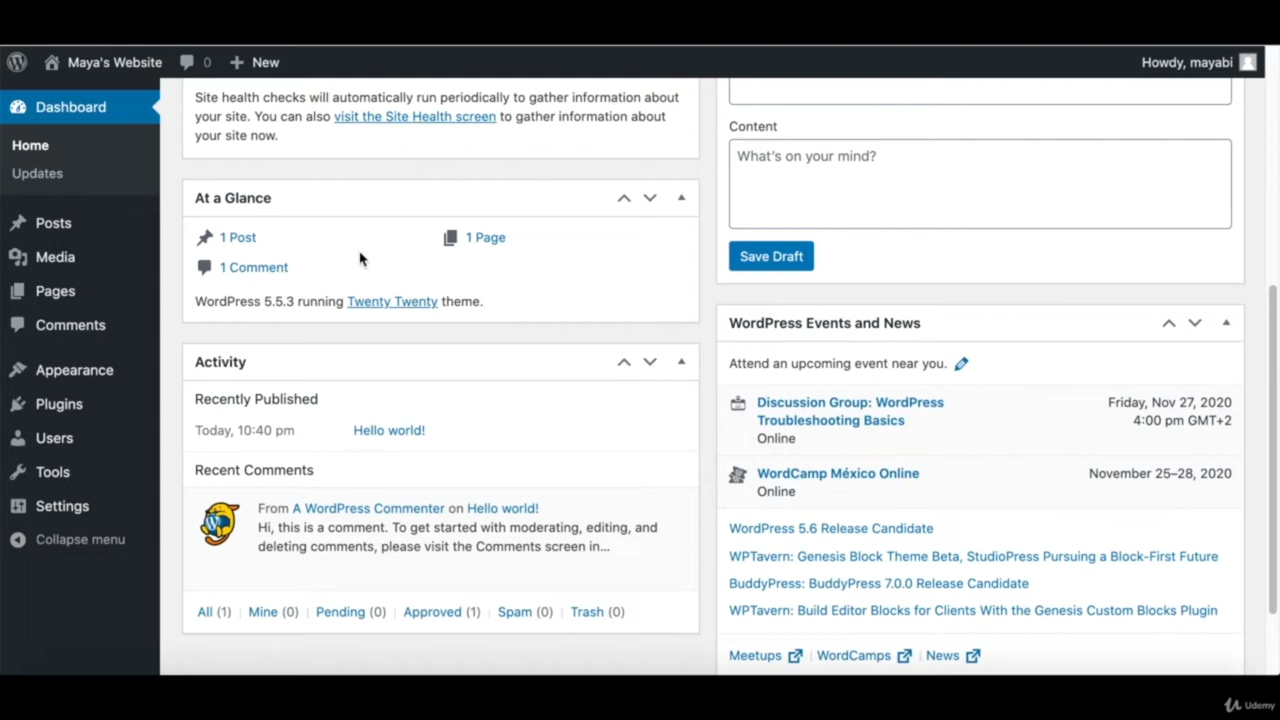 Maya's Website 0 New Howdy, mayabi
Dashboard
Home
Updates
Posts
Media
Pages
Comments
Appearance
Plugins
Users
Tools
Settings
Collapse menu
Site health checks will automatically run periodically to gather information about
your site. You can also visit the Site Health screen to gather information about
your site now.
At a Glance
1 Post 1 Page
1 Comment
WordPress 5.5.3 running Twenty Twenty theme.
Activity
Recently Published
Today, 10:40 pm Hello world!
Recent Comments
From A WordPress Commenter on Hello world!
Hi, this is a comment. To get started with moderating, editing, and
deleting comments, please visit the Comments screen in…
All (1) | Mine (0) | Pending (0) | Approved (1) | Spam (0) | Trash (0)
Content
What's on your mind?
Save Draft
WordPress Events and News
Attend an upcoming event near you.
Discussion Group: WordPress Friday, Nov 27, 2020
Troubleshooting Basics 4:00 pm GMT+2
Online
WordCamp México Online November 25–28, 2020
Online
WordPress 5.6 Release Candidate
WPTavern: Genesis Block Theme Beta, StudioPress Pursuing a Block-First Future
BuddyPress: BuddyPress 7.0.0 Release Candidate
WPTavern: Build Editor Blocks for Clients With the Genesis Custom Blocks Plugin
Meetups | WordCamps | News
Udemy